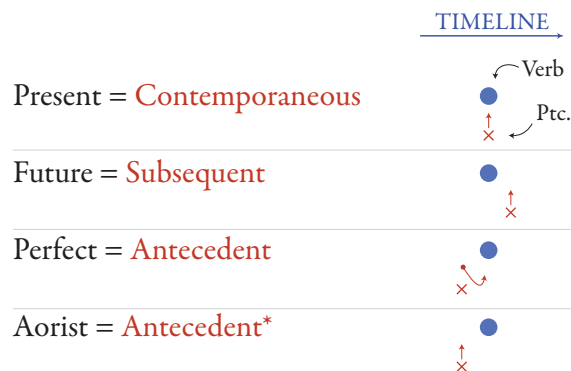 TIMELINE
Verb
Present = Contemporaneous
Ptc.
Future = Subsequent
Perfect = Antecedent
Aorist = Antecedent*